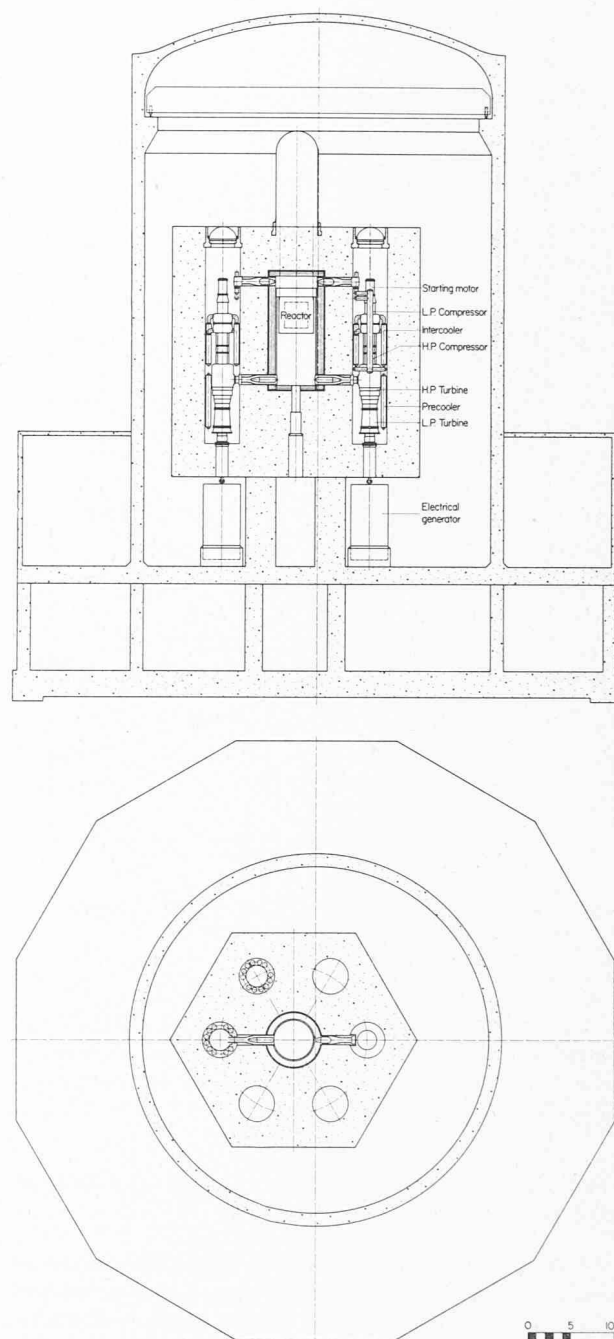 Reactor
Starting motor
L.P. Compressor
Intercooler
H.P. Compressor
H.P. Turbine
Precooler
L.P. Turbine
Electrical
generator
0 5 10